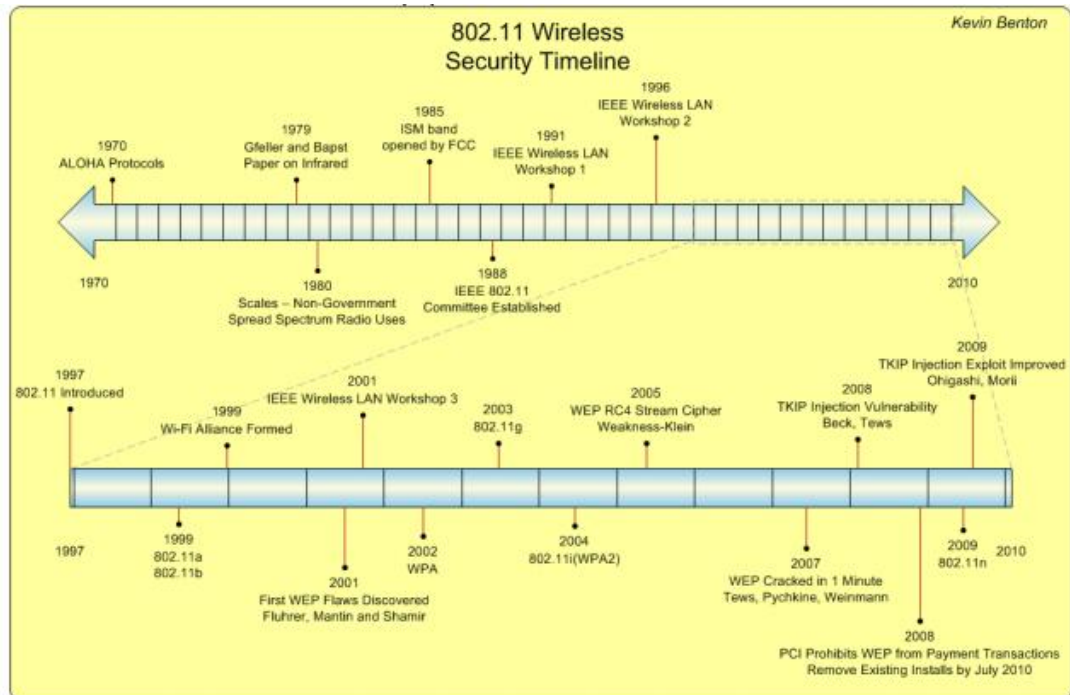 802.11 Wireless
Security Timeline
Kevin Benton
1970
ALOHA Protocols
1979
Gfeller and Bapst
Paper on Infrared
1985
ISM band
opened by FCC
1991
IEEE Wireless LAN
Workshop 1
1996
IEEE Wireless LAN
Workshop 2
1970
1980
Scales – Non-Government
Spread Spectrum Radio Uses
1988
IEEE 802.11
Committee Established
2010
1997
802.11 Introduced
1999
Wi-Fi Alliance Formed
2001
IEEE Wireless LAN Workshop 3
2003
802.11g
2005
WEP RC4 Stream Cipher
Weakness-Klein
2008
TKIP Injection Vulnerability
Beck, Tews
2009
TKIP Injection Exploit Improved
Ohigashi, Morii
1997
1999
802.11a
802.11b
2001
First WEP Flaws Discovered
Fluhrer, Mantin and Shamir
2002
WPA
2004
802.11i(WPA2)
2007
WEP Cracked in 1 Minute
Tews, Pychkine, Weinmann
2008
PCI Prohibits WEP from Payment Transactions
Remove Existing Installs by July 2010
2009
802.11n
2010